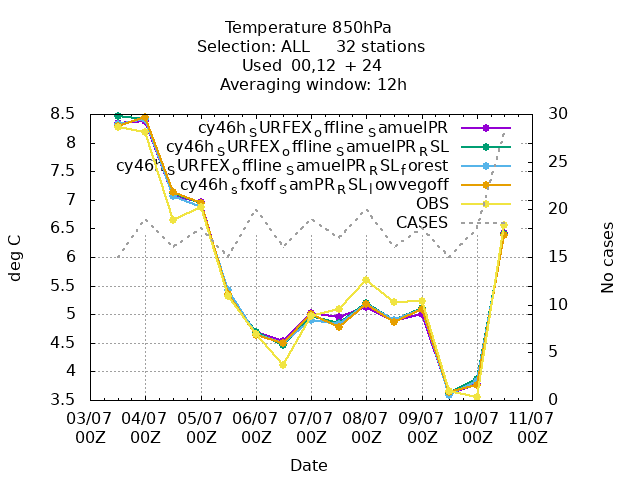 Temperature 850hPa
Selection: ALL 32 stations
Used 00,12 + 24
Averaging window: 12h
8.5
8
7.5
7
6.5
6
5.5
5
4.5
4
3.5
deg C
cy46h_SURFEX_offline_samuelPR
cy46h_SURFEX_offline_samuelPR_RSL
cy46h_SURFEX_offline_samuelPR_RSL_forest
cy46h_sfxoff_SamPR_RSL_lowvegoff
OBS
CASES
30
25
20
15
10
5
0
No cases
03/07 04/07 05/07 06/07 07/07 08/07 09/07 10/07 11/07
00Z 00Z 00Z 00Z 00Z 00Z 00Z 00Z 00Z
Date